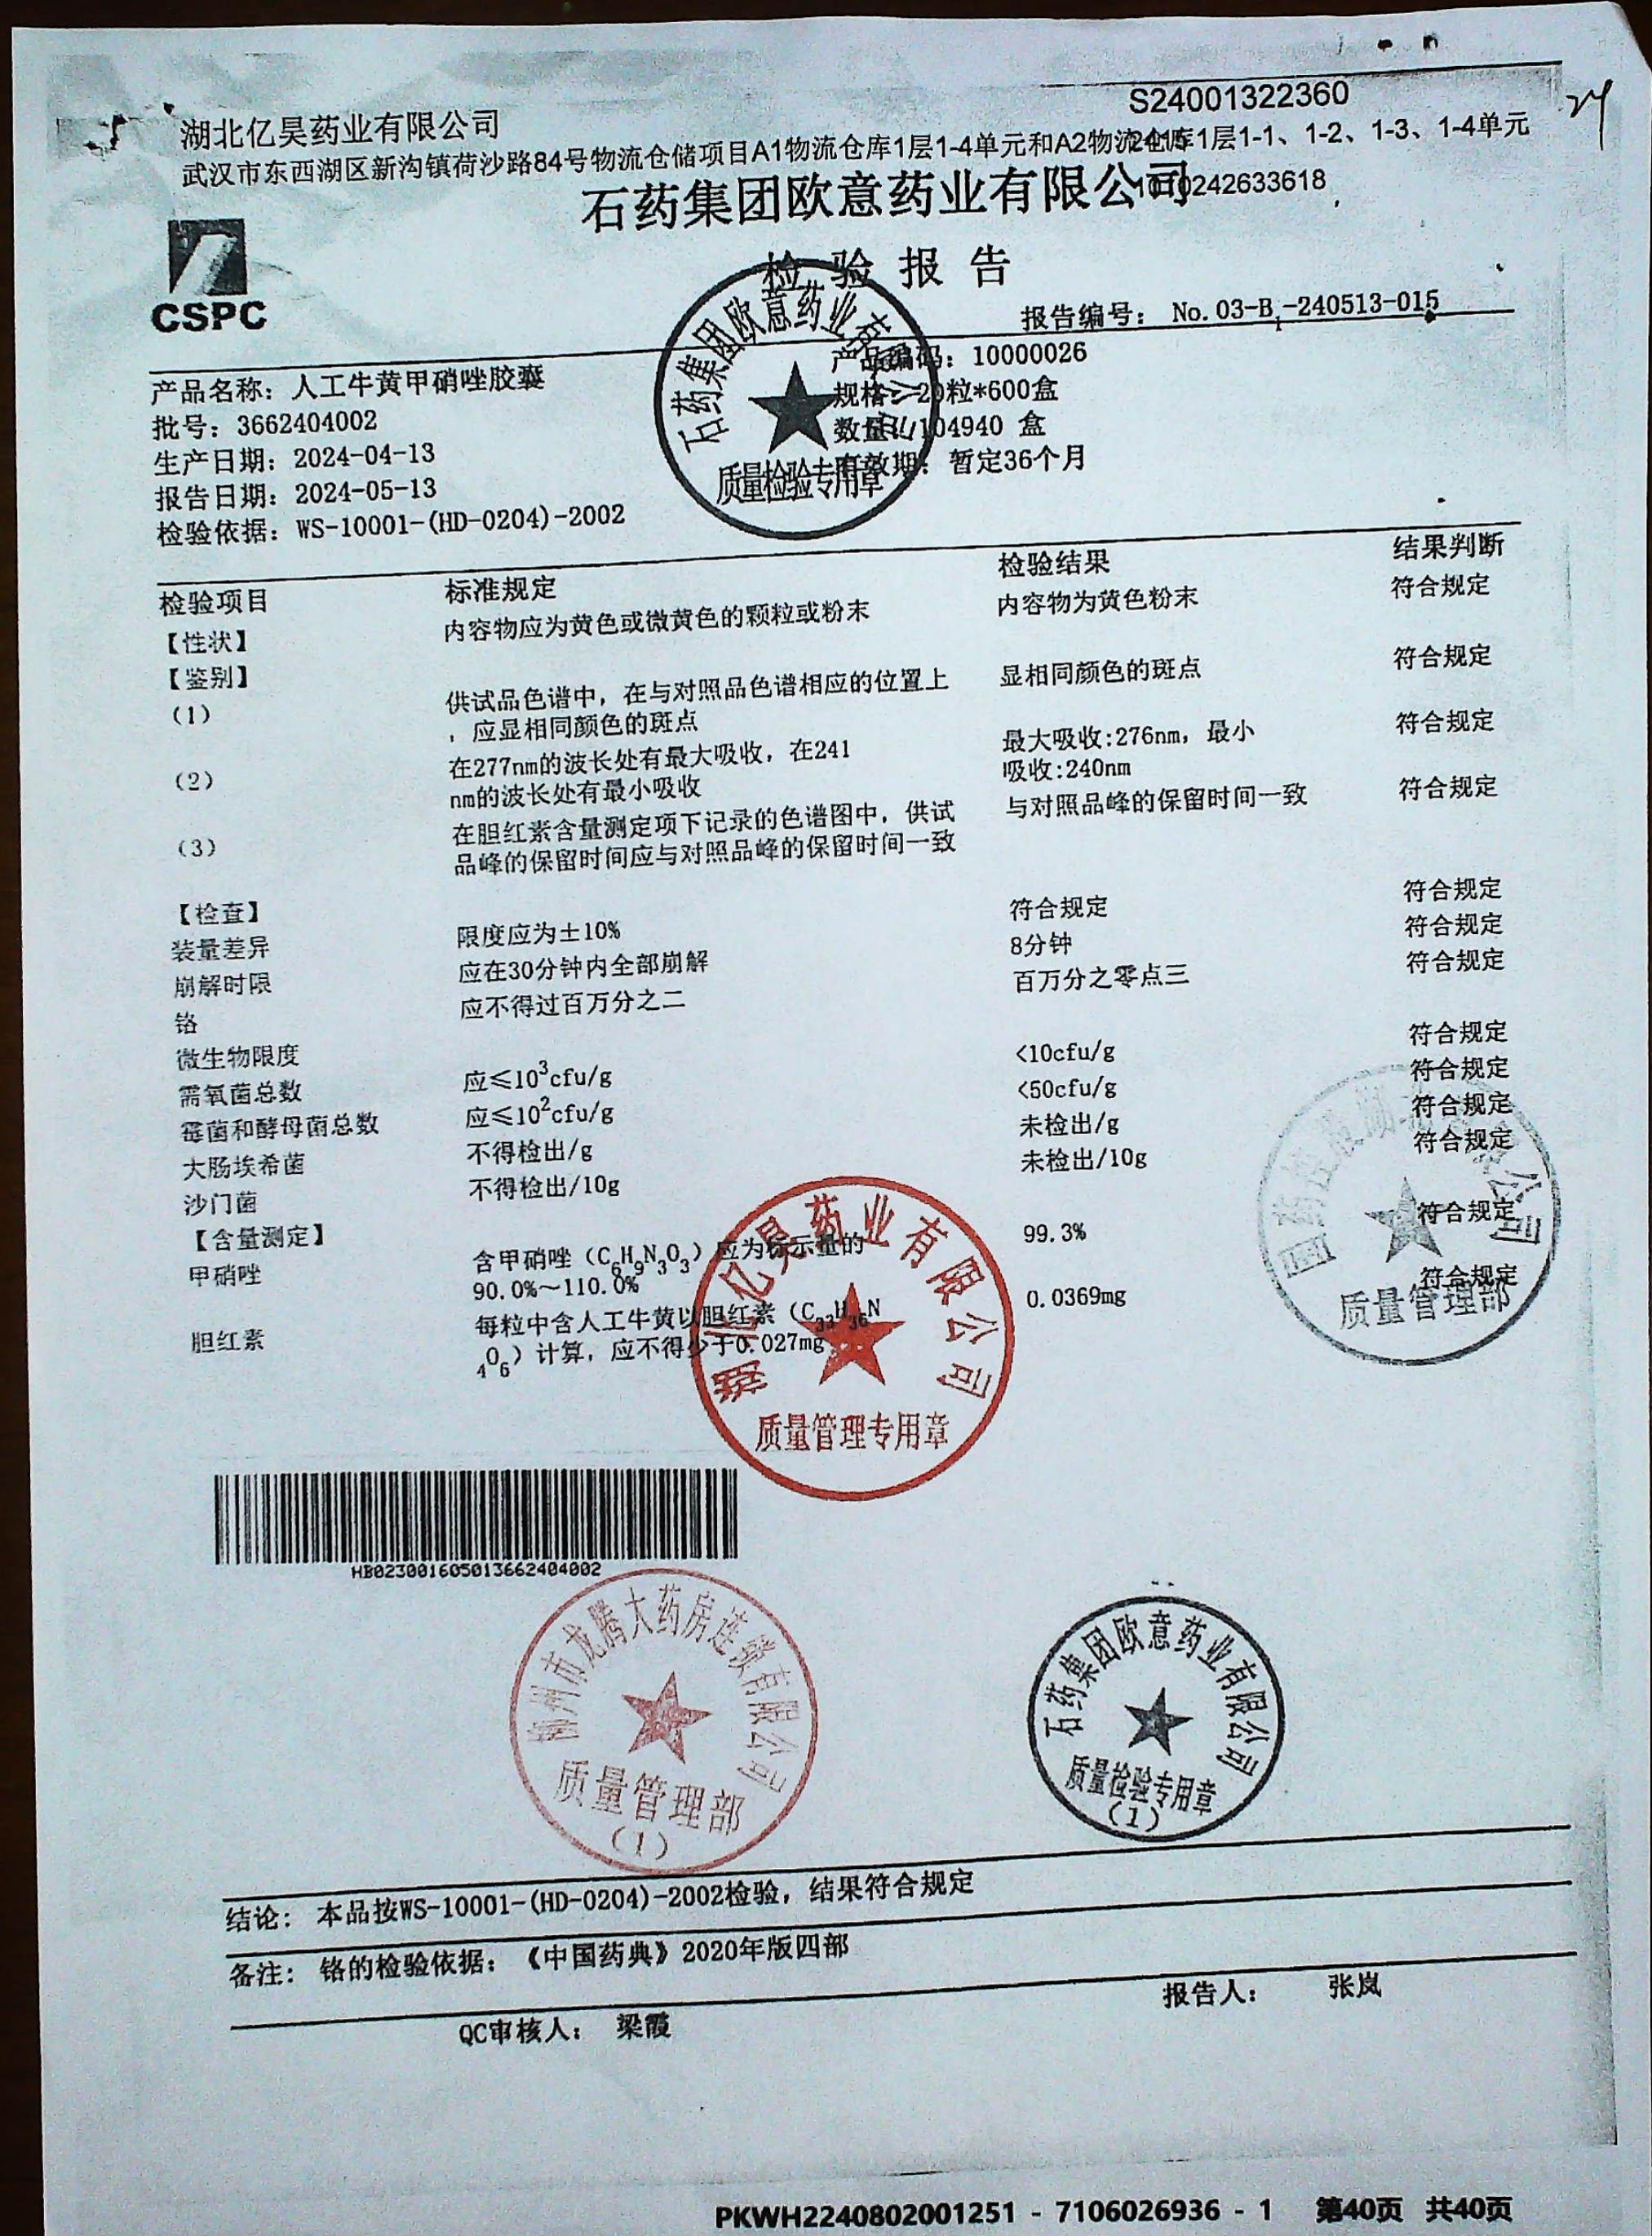 S24001322360
湖北亿昊药业有限公司
武汉市东西湖区新沟镇荷沙路84号物流仓储项目A1物流仓库1层1-4单元和A2物流仓库1层1-1、1-2、1-3、1-4单元
石药集团欧意药业有限公司
0242633618
检验报告
CSPC
报告编号: No.03-B1-240513-015
产品名称:人工牛黄甲硝唑胶囊 产品编码:10000026
批号:3662404002 规格:20粒*600盒
生产日期:2024-04-13 数量:104940 盒
报告日期:2024-05-13 有效期:暂定36个月
检验依据:WS-10001-(HD-0204)-2002
石药集团欧意药业有限公司
质量检验专用章
检验项目 标准规定 检验结果 结果判断
【性状】 内容物应为黄色或微黄色的颗粒或粉末 内容物为黄色粉末 符合规定
【鉴别】
(1) 供试品色谱中,在与对照品色谱相应的位置上 显相同颜色的斑点 符合规定
,应显相同颜色的斑点
(2) 在277nm的波长处有最大吸收,在241 最大吸收:276nm,最小 符合规定
nm的波长处有最小吸收 吸收:240nm
(3) 在胆红素含量测定项下记录的色谱图中,供试 与对照品峰的保留时间一致 符合规定
品峰的保留时间应与对照品峰的保留时间一致
【检查】
装量差异 限度应为±10% 符合规定 符合规定
崩解时限 应在30分钟内全部崩解 8分钟 符合规定
铬 应不得过百万分之二 百万分之零点三 符合规定
微生物限度
需氧菌总数 应≤10³cfu/g <10cfu/g 符合规定
霉菌和酵母菌总数 应≤10²cfu/g <50cfu/g 符合规定
大肠埃希菌 不得检出/g 未检出/g 符合规定
沙门菌 不得检出/10g 未检出/10g 符合规定
【含量测定】
甲硝唑 含甲硝唑(C6H9N3O3)应为标示量的 99.3% 符合规定
90.0%~110.0%
胆红素 每粒中含人工牛黄以胆红素(C33H36N 0.0369mg 符合规定
4O6)计算,应不得少于0.027mg
湖北亿昊药业有限公司
质量管理专用章
质量管理部
HB023001605013662404002
柳州市龙腾大药房连锁有限公司
质量管理部
(1)
石药集团欧意药业有限公司
质量检验专用章
(1)
结论: 本品按WS-10001-(HD-0204)-2002检验,结果符合规定
备注: 铬的检验依据:《中国药典》2020年版四部
QC审核人: 梁霞 报告人: 张岚
PKWH2240802001251 - 7106026936 - 1 第40页 共40页